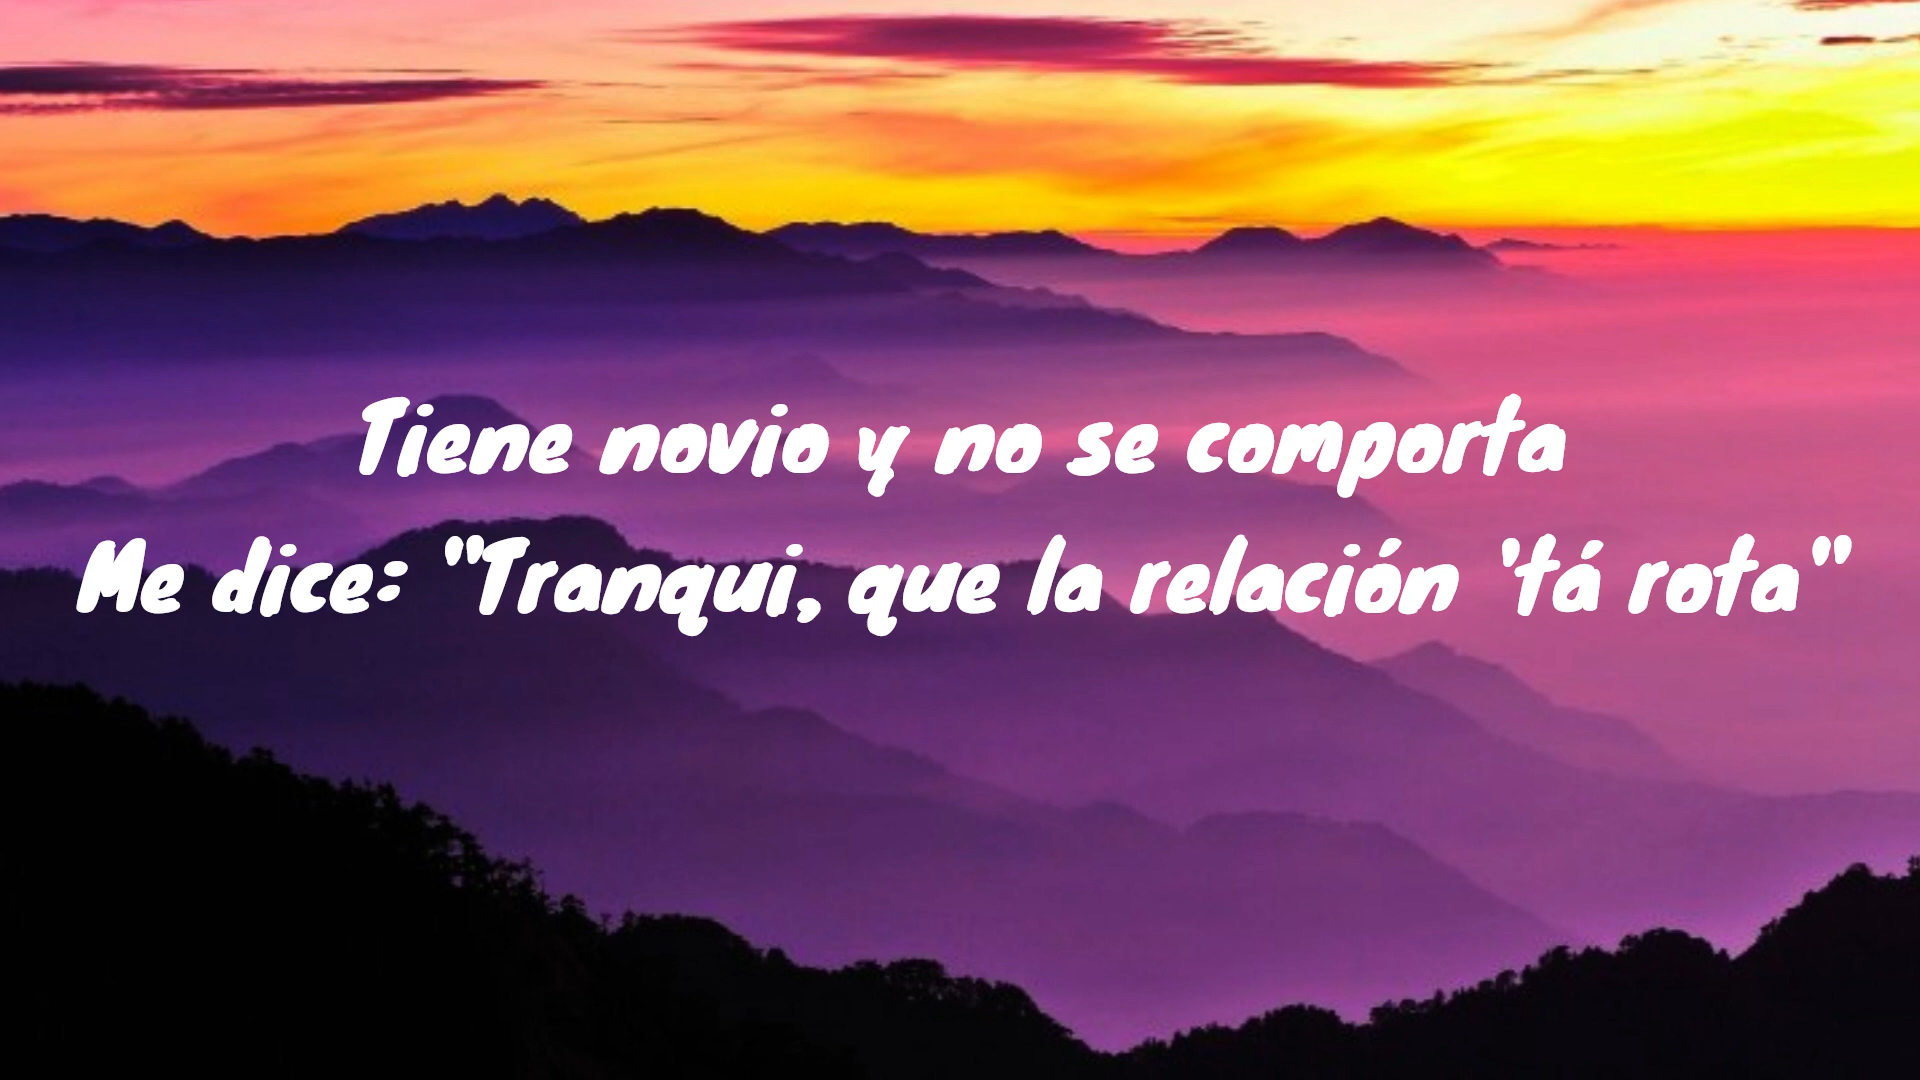 Tiene novio y no se comporta
Me dice: "Tranqui, que la relación 'tá rota"